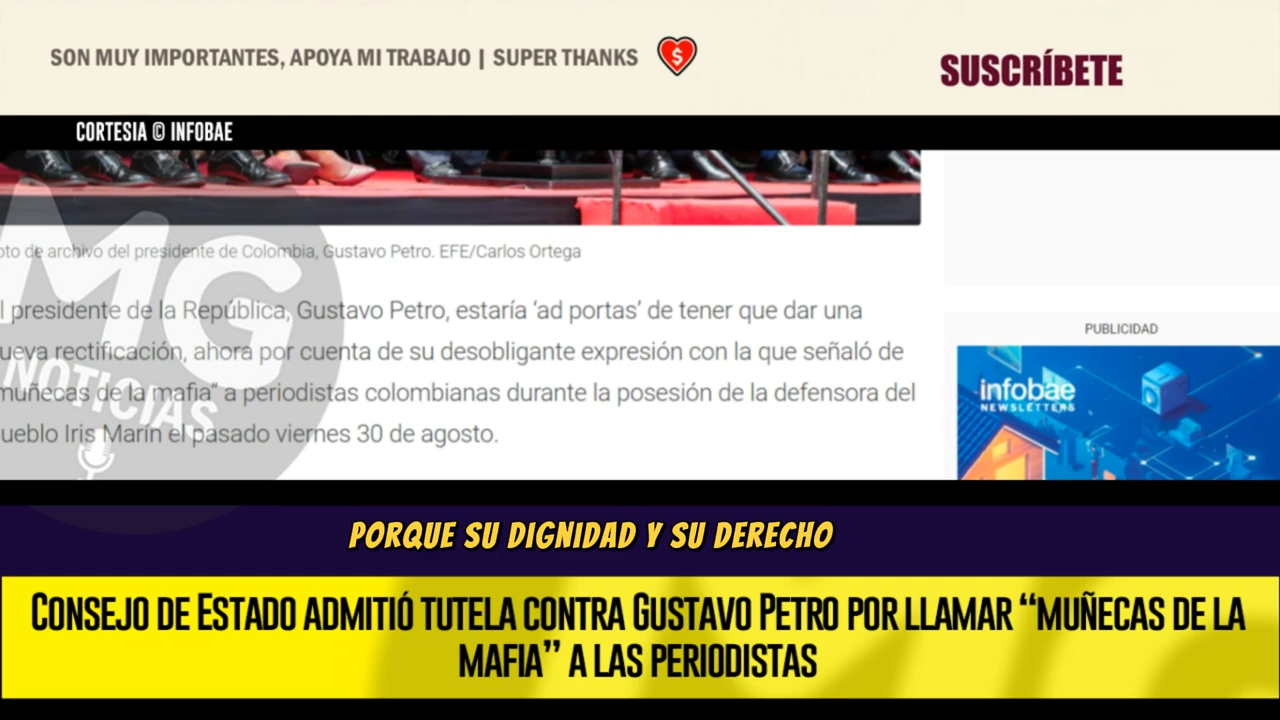 SON MUY IMPORTANTES, APOYA MI TRABAJO | SUPER THANKS
SUSCRÍBETE
CORTESIA © INFOBAE
oto de archivo del presidente de Colombia, Gustavo Petro. EFE/Carlos Ortega
l presidente de la República, Gustavo Petro, estaría ‘ad portas’ de tener que dar una
ueva rectificación, ahora por cuenta de su desobligante expresión con la que señaló de
muñecas de la mafia” a periodistas colombianas durante la posesión de la defensora del
ueblo Iris Marín el pasado viernes 30 de agosto.
MG
NOTICIAS
PUBLICIDAD
infobae
NEWSLETTERS
PORQUE SU DIGNIDAD Y SU DERECHO
CONSEJO DE ESTADO ADMITIÓ TUTELA CONTRA GUSTAVO PETRO POR LLAMAR “MUÑECAS DE LA
MAFIA” A LAS PERIODISTAS